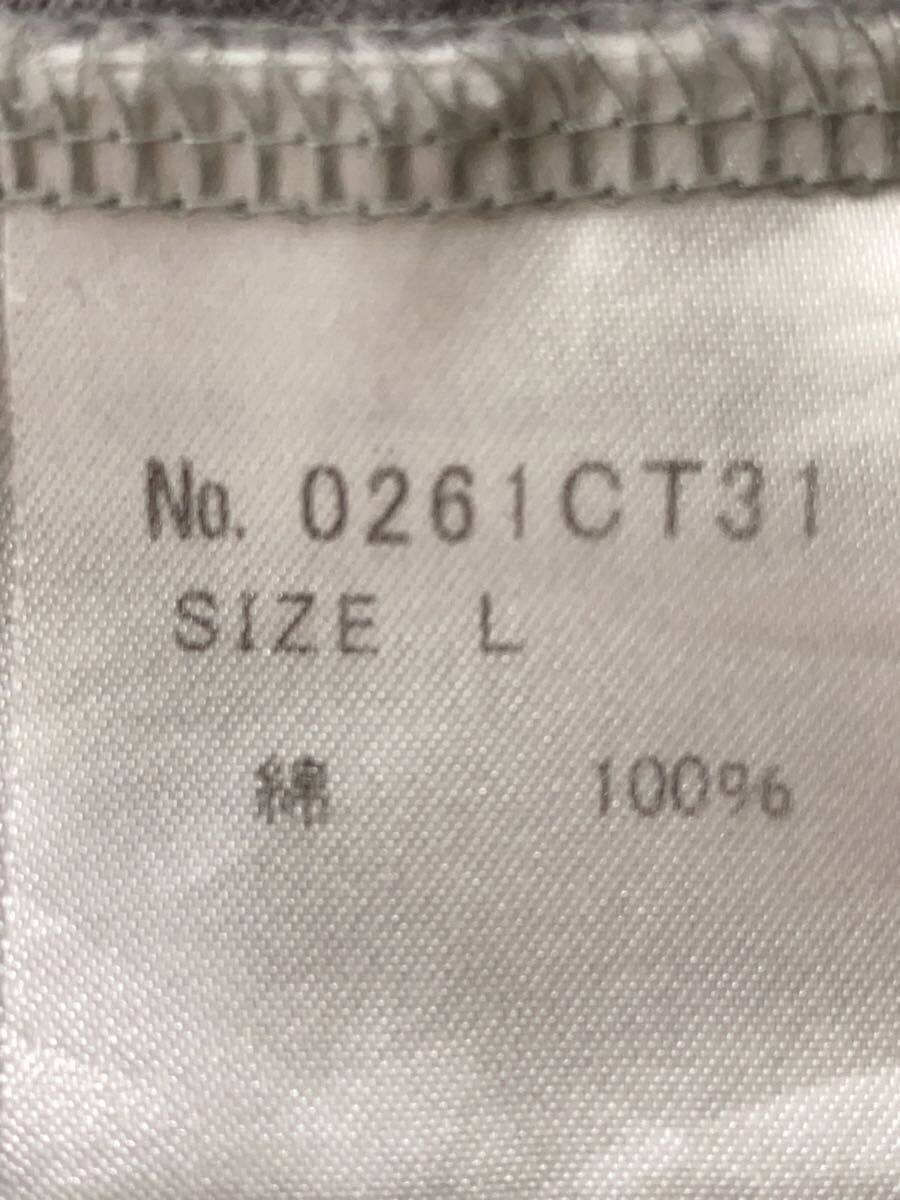 No. 0261CT31
SIZE L
綿 100%